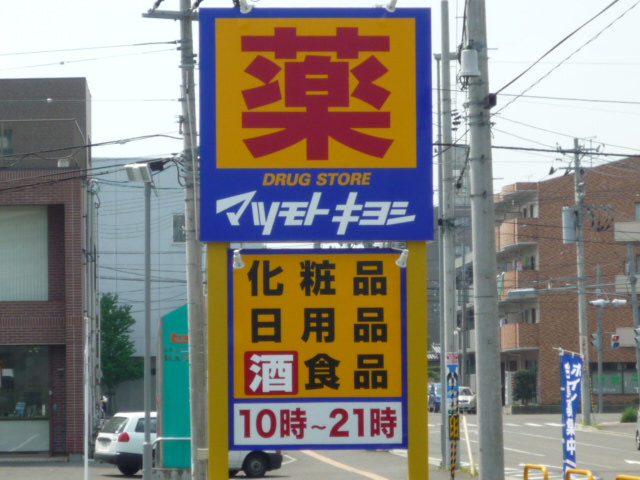 薬
DRUG STORE
マツモトキヨシ
化粧品
日用品
酒食品
10時~21時